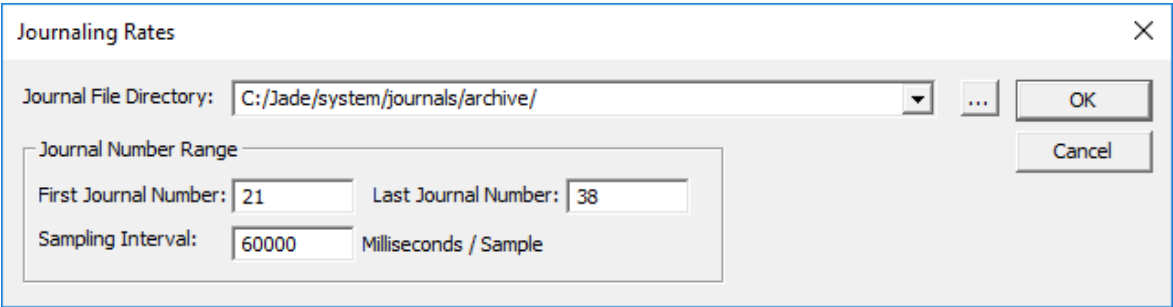 Journaling Rates
Journal File Directory: C:/Jade/system/journals/archive/ ... OK
Cancel
Journal Number Range
First Journal Number: 21 Last Journal Number: 38
Sampling Interval: 60000 Milliseconds / Sample